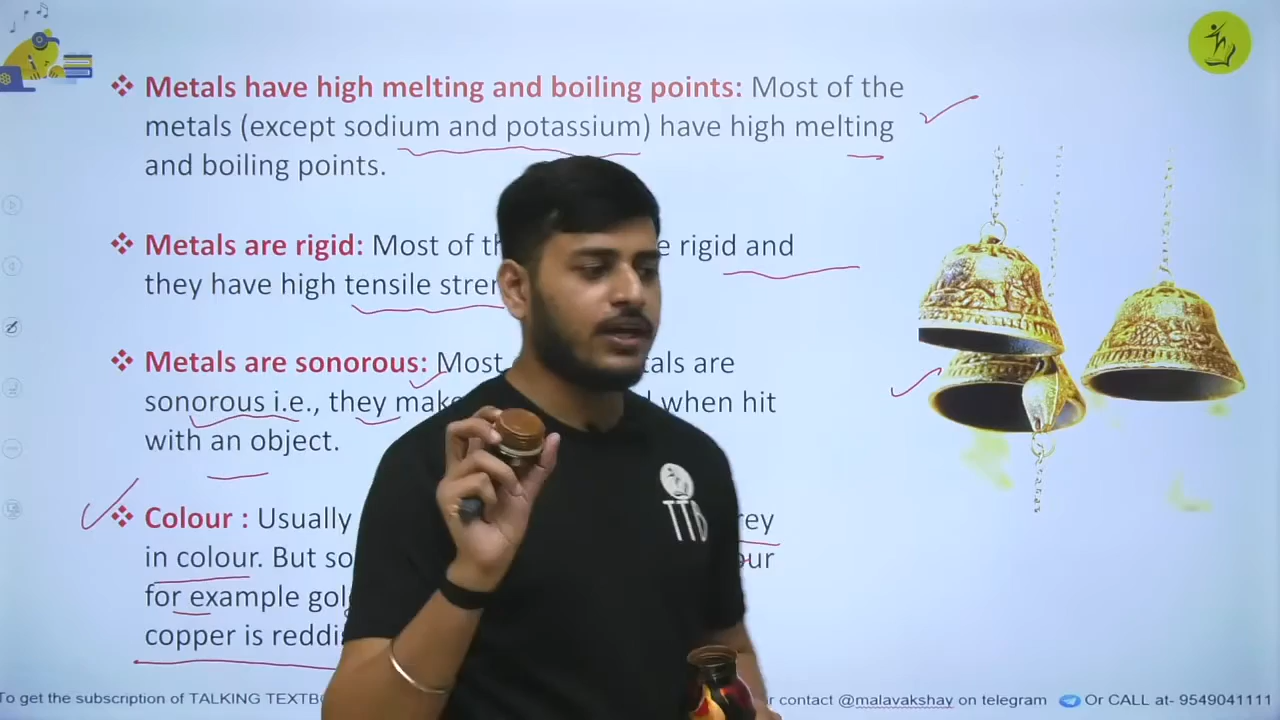 ❖ Metals have high melting and boiling points: Most of the
metals (except sodium and potassium) have high melting
and boiling points.
❖ Metals are rigid: Most of th e rigid and
they have high tensile stre
❖ Metals are sonorous: Most tals are
sonorous i.e., they make when hit
with an object.
❖ Colour : Usually rey
in colour. But so our
for example gol
copper is reddi
TTB
To get the subscription of TALKING TEXTB r contact @malavakshay on telegram Or CALL at- 9549041111